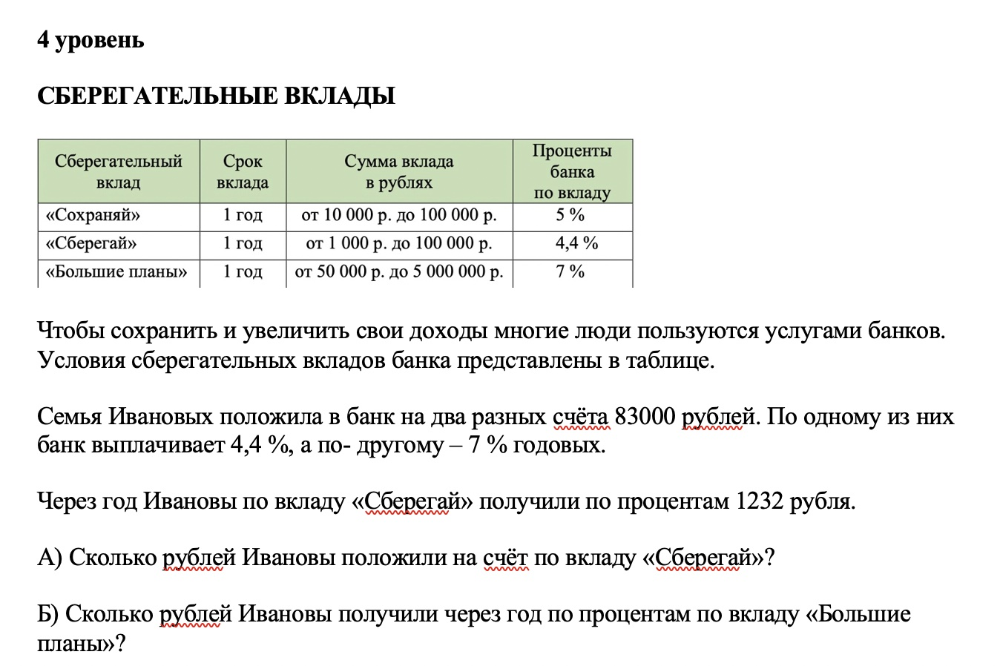 4 уровень
СБЕРЕГАТЕЛЬНЫЕ ВКЛАДЫ
Сберегательный вклад | Срок вклада | Сумма вклада в рублях | Проценты банка по вкладу
«Сохраняй» | 1 год | от 10 000 р. до 100 000 р. | 5 %
«Сберегай» | 1 год | от 1 000 р. до 100 000 р. | 4,4 %
«Большие планы» | 1 год | от 50 000 р. до 5 000 000 р. | 7 %
Чтобы сохранить и увеличить свои доходы многие люди пользуются услугами банков.
Условия сберегательных вкладов банка представлены в таблице.
Семья Ивановых положила в банк на два разных счёта 83000 рублей. По одному из них
банк выплачивает 4,4 %, а по- другому – 7 % годовых.
Через год Ивановы по вкладу «Сберегай» получили по процентам 1232 рубля.
А) Сколько рублей Ивановы положили на счёт по вкладу «Сберегай»?
Б) Сколько рублей Ивановы получили через год по процентам по вкладу «Большие
планы»?